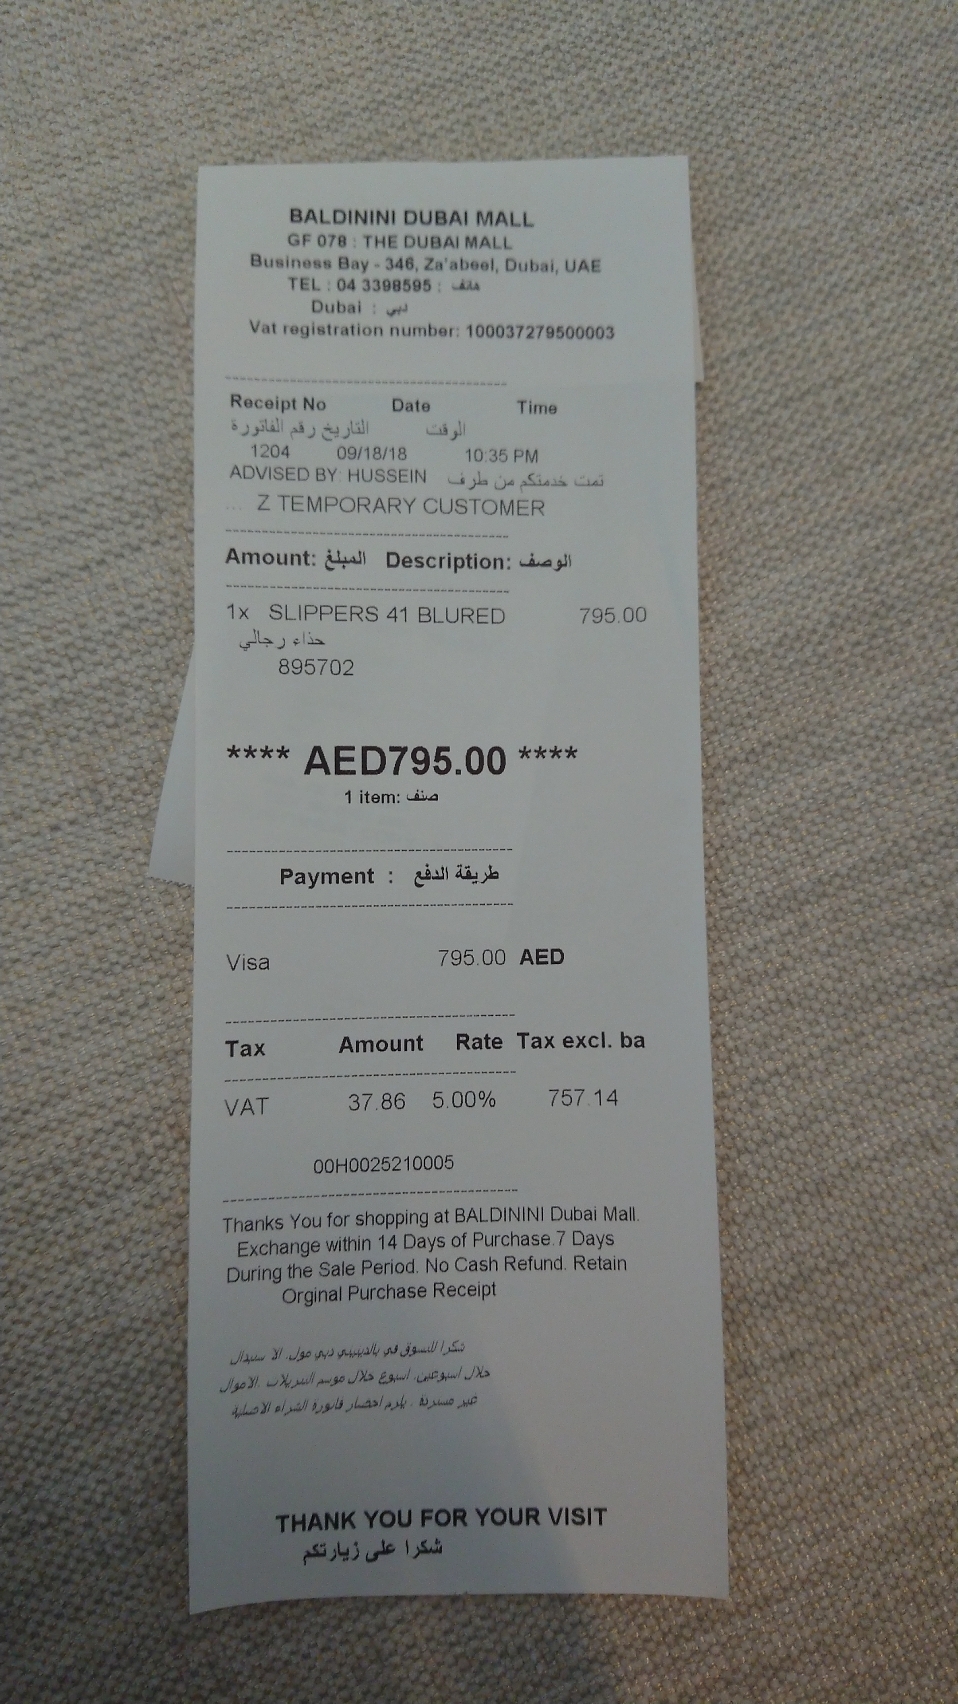 BALDININI DUBAI MALL
GF 078 : THE DUBAI MALL
Business Bay - 346, Za'abeel, Dubai, UAE
TEL : 04 3398595 : هاتف
Dubai : دبي
Vat registration number: 100037279500003
Receipt No Date Time
التاريخ رقم الفاتورة الوقت
1204 09/18/18 10:35 PM
ADVISED BY: HUSSEIN تمت خدمتكم من طرف
... Z TEMPORARY CUSTOMER
Amount: المبلغ Description: الوصف
1x SLIPPERS 41 BLURED 795.00
حذاء رجالي
895702
**** AED795.00 ****
1 item: صنف
Payment : طريقة الدفع
Visa 795.00 AED
Tax Amount Rate Tax excl. ba
VAT 37.86 5.00% 757.14
00H0025210005
Thanks You for shopping at BALDININI Dubai Mall.
Exchange within 14 Days of Purchase.7 Days
During the Sale Period. No Cash Refund. Retain
Orginal Purchase Receipt
شكرا للتسوق في بالدينيني دبي مول. الا ستبدال
خلال اسبوعين. اسبوع خلال موسم التنزيلات .الاموال
غير مستردة . يلزم احضار فاتورة الشراء الاصلية
THANK YOU FOR YOUR VISIT
شكرا على زيارتكم